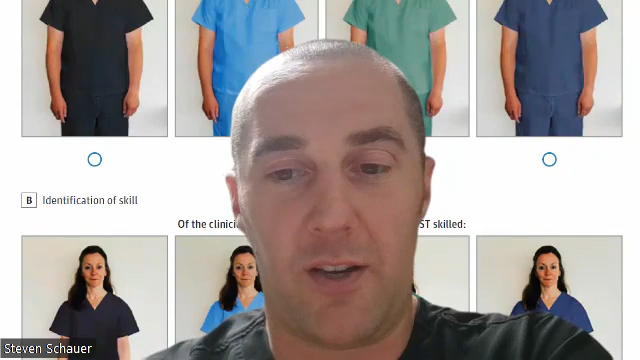 B Identification of skill
Of the clinici
ST skilled:
Steven Schauer